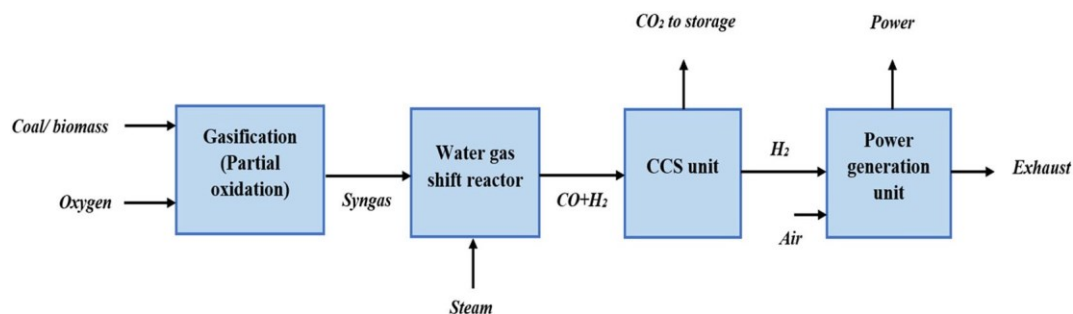 CO₂ to storage
Power
Coal/ biomass
Oxygen
Gasification
(Partial
oxidation)
Syngas
Water gas
shift reactor
Steam
CO+H₂
CCS unit
H₂
Air
Power
generation
unit
Exhaust